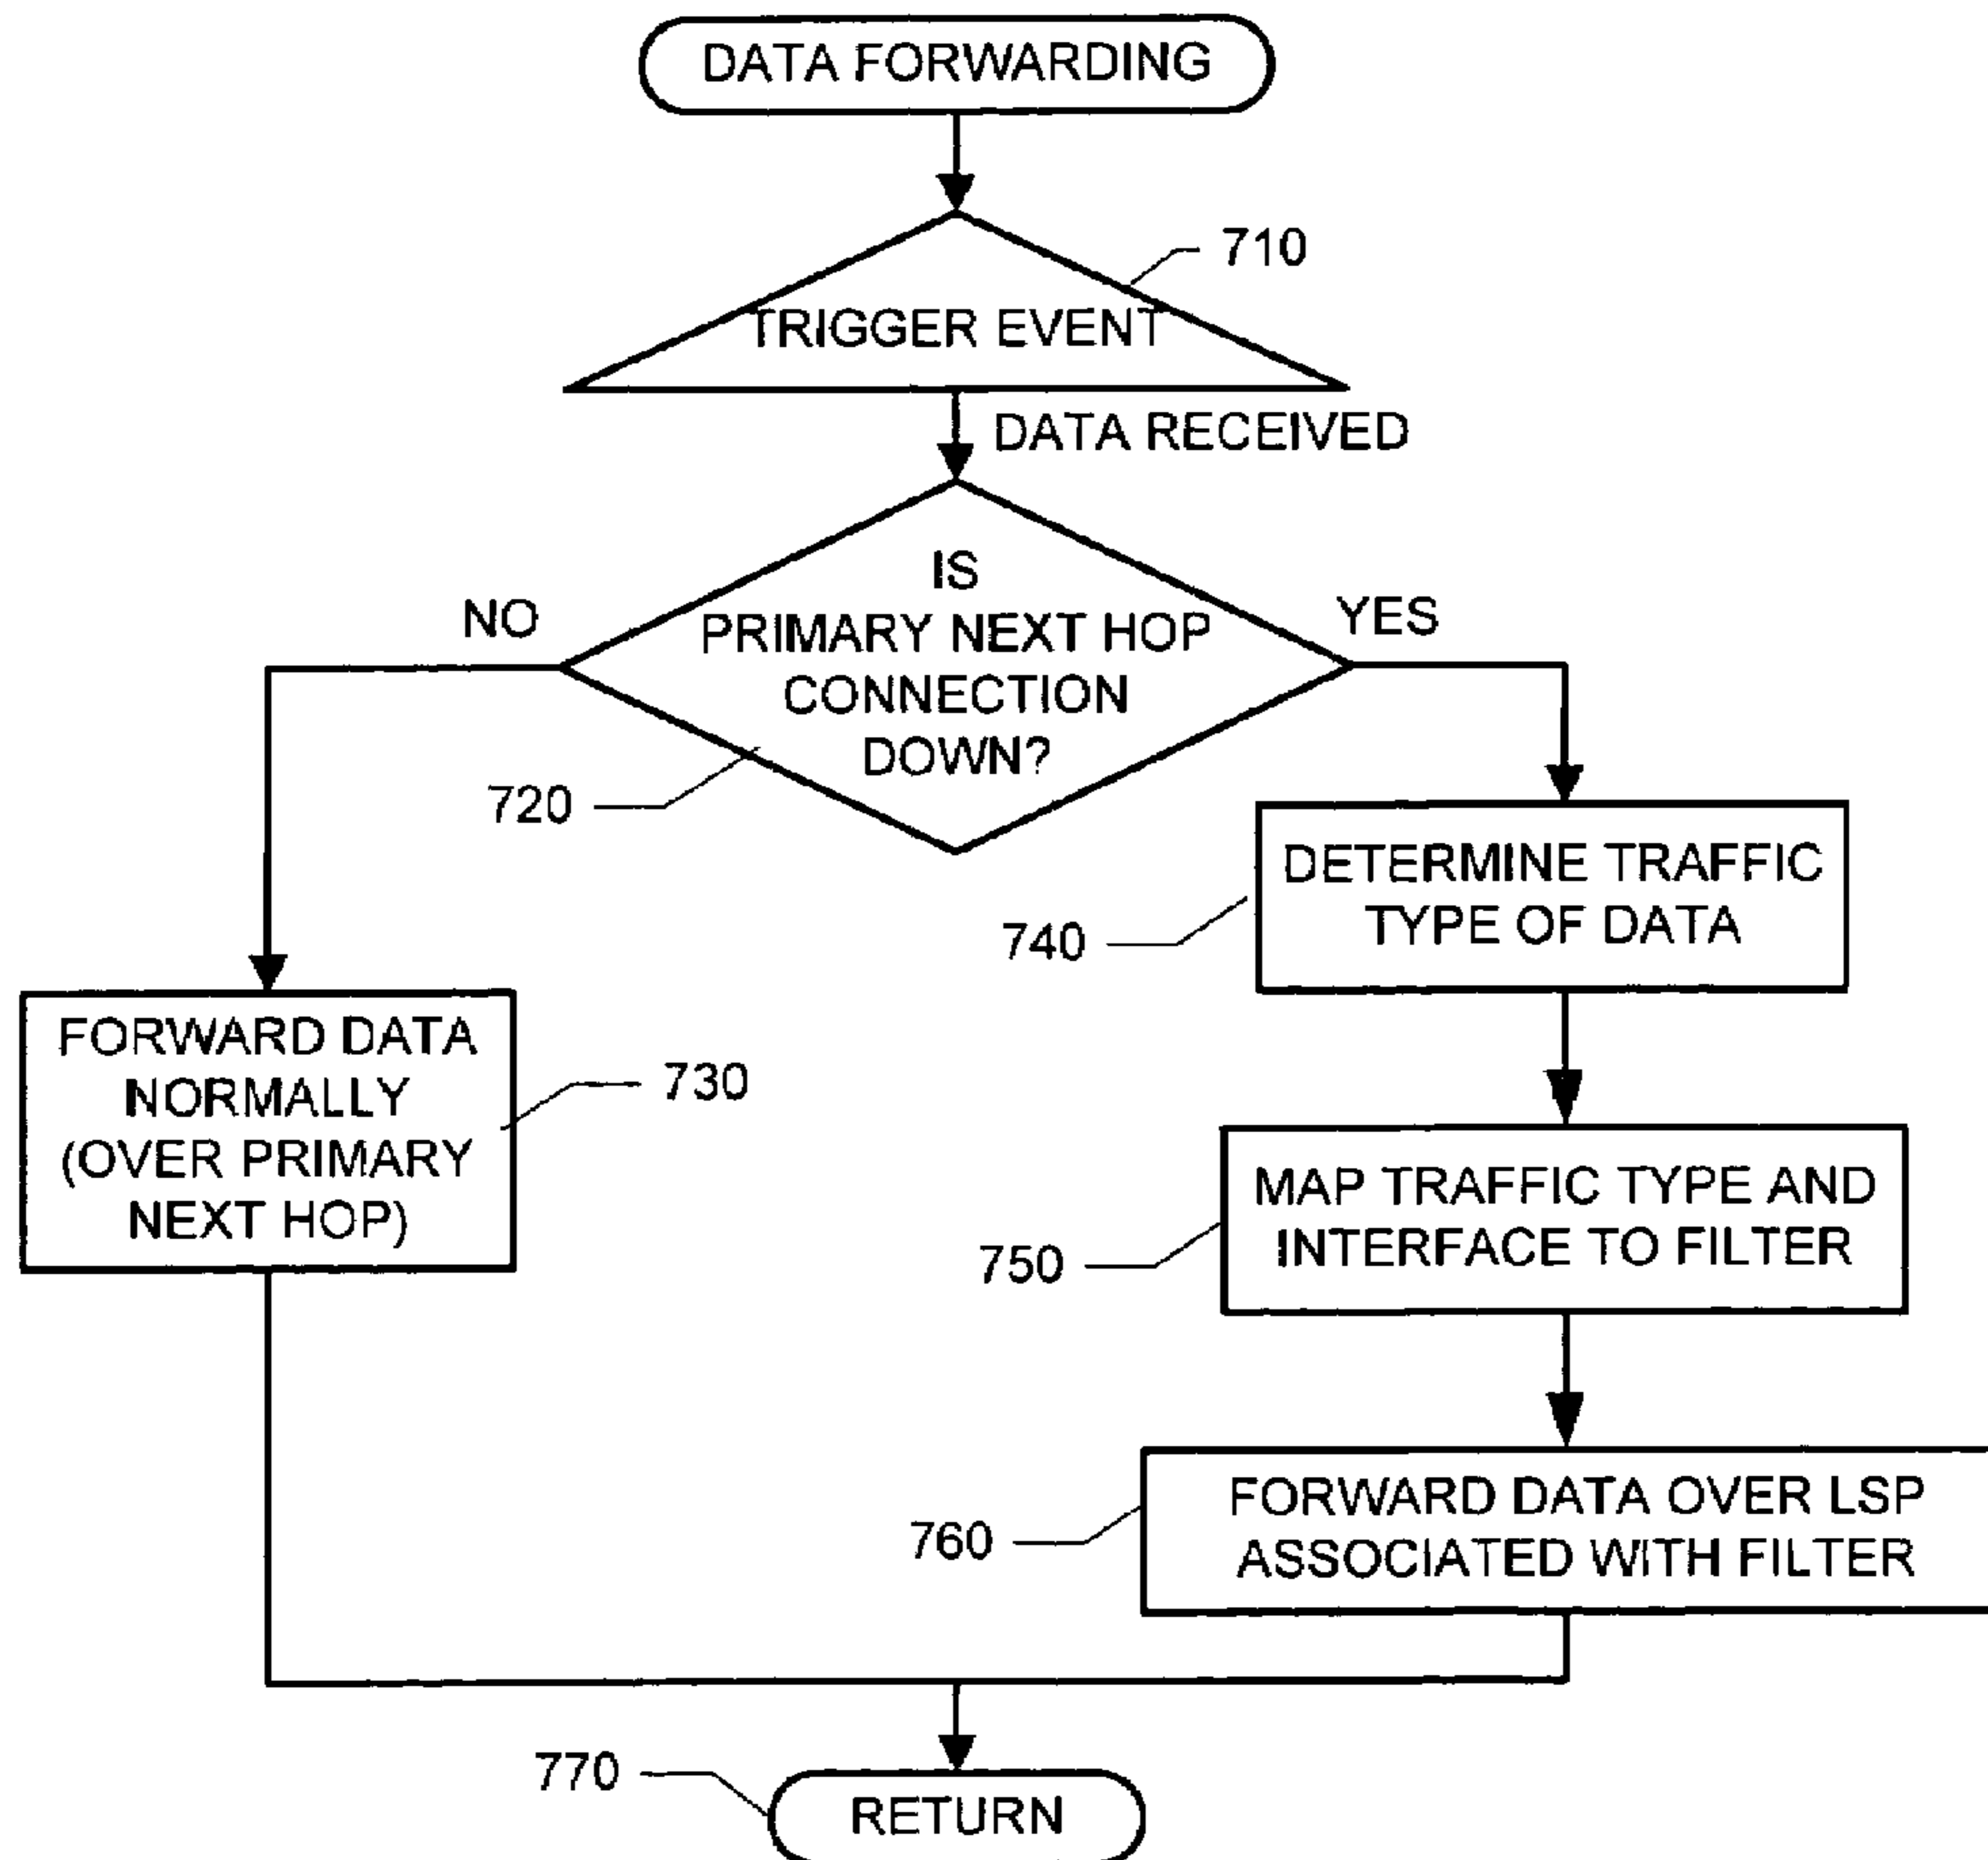 DATA FORWARDING
710
TRIGGER EVENT
DATA RECEIVED
IS
PRIMARY NEXT HOP
CONNECTION
DOWN?
NO
YES
720
DETERMINE TRAFFIC
TYPE OF DATA
740
FORWARD DATA
NORMALLY
(OVER PRIMARY
NEXT HOP)
730
MAP TRAFFIC TYPE AND
INTERFACE TO FILTER
750
FORWARD DATA OVER LSP
ASSOCIATED WITH FILTER
760
770
RETURN